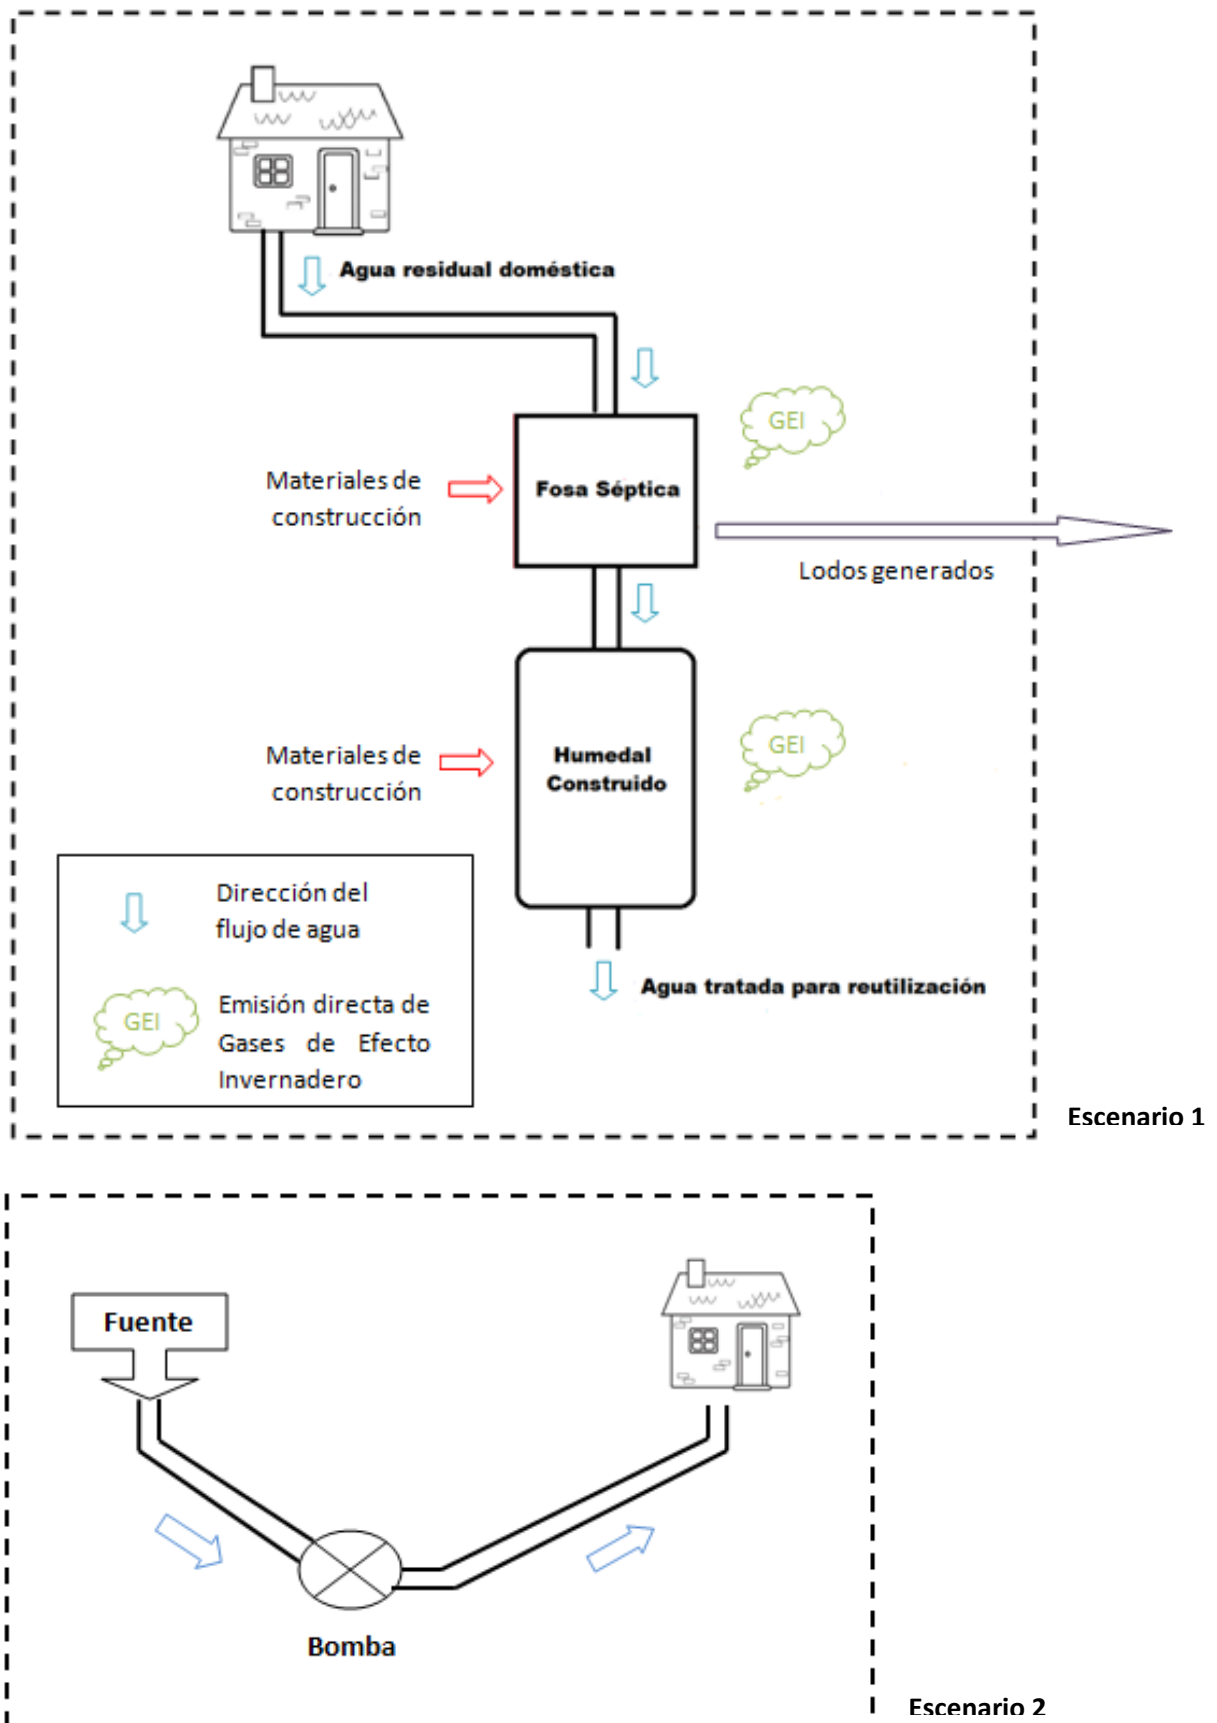 Agua residual doméstica
GEI
Materiales de
construcción
Fosa Séptica
Lodos generados
Materiales de
construcción
Humedal
Construido
GEI
Dirección del
flujo de agua
Agua tratada para reutilización
GEI
Emisión directa de
Gases de Efecto
Invernadero
Escenario 1
Fuente
Bomba
Escenario 2